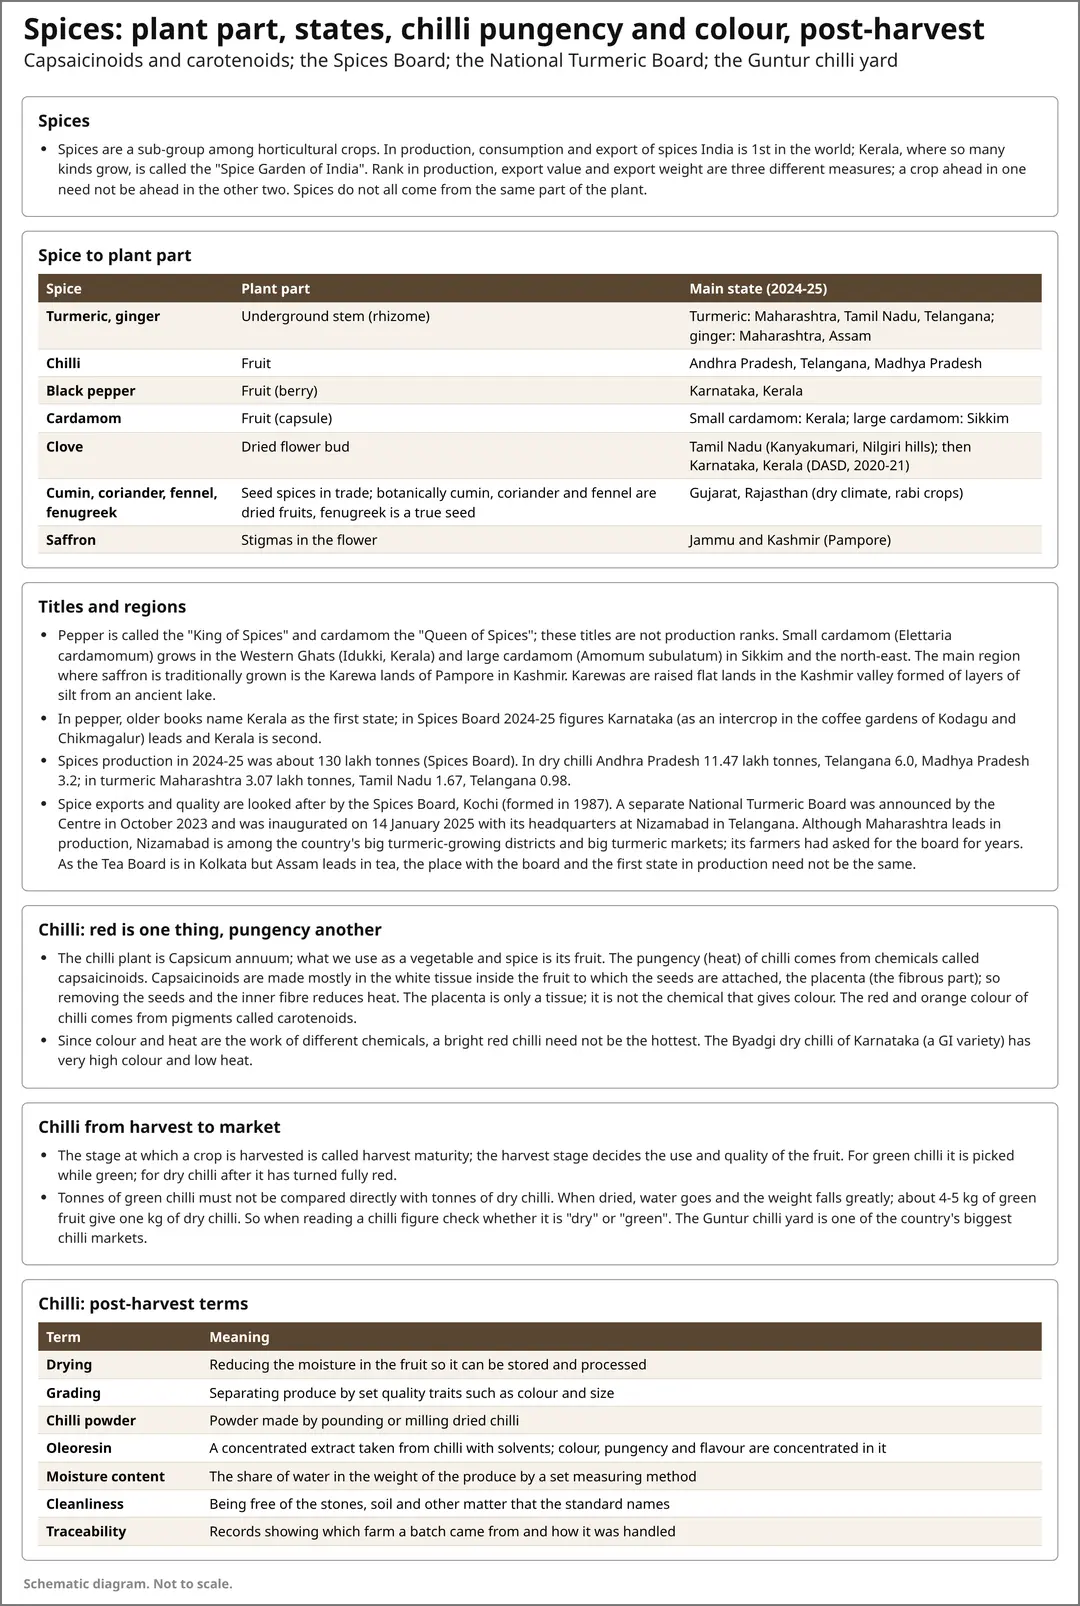 Spices: plant part, states, chilli pungency and colour, post-harvest
Capsaicinoids and carotenoids; the Spices Board; the National Turmeric Board; the Guntur chilli yard
Spices
• Spices are a sub-group among horticultural crops. In production, consumption and export of spices India is 1st in the world; Kerala, where so many
kinds grow, is called the "Spice Garden of India". Rank in production, export value and export weight are three different measures; a crop ahead in one
need not be ahead in the other two. Spices do not all come from the same part of the plant.
Spice to plant part
Spice Plant part Main state (2024-25)
Turmeric, ginger Underground stem (rhizome) Turmeric: Maharashtra, Tamil Nadu, Telangana;
ginger: Maharashtra, Assam
Chilli Fruit Andhra Pradesh, Telangana, Madhya Pradesh
Black pepper Fruit (berry) Karnataka, Kerala
Cardamom Fruit (capsule) Small cardamom: Kerala; large cardamom: Sikkim
Clove Dried flower bud Tamil Nadu (Kanyakumari, Nilgiri hills); then
Karnataka, Kerala (DASD, 2020-21)
Cumin, coriander, fennel, Seed spices in trade; botanically cumin, coriander and fennel are Gujarat, Rajasthan (dry climate, rabi crops)
fenugreek dried fruits, fenugreek is a true seed
Saffron Stigmas in the flower Jammu and Kashmir (Pampore)
Titles and regions
• Pepper is called the "King of Spices" and cardamom the "Queen of Spices"; these titles are not production ranks. Small cardamom (Elettaria
cardamomum) grows in the Western Ghats (Idukki, Kerala) and large cardamom (Amomum subulatum) in Sikkim and the north-east. The main region
where saffron is traditionally grown is the Karewa lands of Pampore in Kashmir. Karewas are raised flat lands in the Kashmir valley formed of layers of
silt from an ancient lake.
• In pepper, older books name Kerala as the first state; in Spices Board 2024-25 figures Karnataka (as an intercrop in the coffee gardens of Kodagu and
Chikmagalur) leads and Kerala is second.
• Spices production in 2024-25 was about 130 lakh tonnes (Spices Board). In dry chilli Andhra Pradesh 11.47 lakh tonnes, Telangana 6.0, Madhya Pradesh
3.2; in turmeric Maharashtra 3.07 lakh tonnes, Tamil Nadu 1.67, Telangana 0.98.
• Spice exports and quality are looked after by the Spices Board, Kochi (formed in 1987). A separate National Turmeric Board was announced by the
Centre in October 2023 and was inaugurated on 14 January 2025 with its headquarters at Nizamabad in Telangana. Although Maharashtra leads in
production, Nizamabad is among the country's big turmeric-growing districts and big turmeric markets; its farmers had asked for the board for years.
As the Tea Board is in Kolkata but Assam leads in tea, the place with the board and the first state in production need not be the same.
Chilli: red is one thing, pungency another
• The chilli plant is Capsicum annuum; what we use as a vegetable and spice is its fruit. The pungency (heat) of chilli comes from chemicals called
capsaicinoids. Capsaicinoids are made mostly in the white tissue inside the fruit to which the seeds are attached, the placenta (the fibrous part); so
removing the seeds and the inner fibre reduces heat. The placenta is only a tissue; it is not the chemical that gives colour. The red and orange colour of
chilli comes from pigments called carotenoids.
• Since colour and heat are the work of different chemicals, a bright red chilli need not be the hottest. The Byadgi dry chilli of Karnataka (a GI variety) has
very high colour and low heat.
Chilli from harvest to market
• The stage at which a crop is harvested is called harvest maturity; the harvest stage decides the use and quality of the fruit. For green chilli it is picked
while green; for dry chilli after it has turned fully red.
• Tonnes of green chilli must not be compared directly with tonnes of dry chilli. When dried, water goes and the weight falls greatly; about 4-5 kg of green
fruit give one kg of dry chilli. So when reading a chilli figure check whether it is "dry" or "green". The Guntur chilli yard is one of the country's biggest
chilli markets.
Chilli: post-harvest terms
Term Meaning
Drying Reducing the moisture in the fruit so it can be stored and processed
Grading Separating produce by set quality traits such as colour and size
Chilli powder Powder made by pounding or milling dried chilli
Oleoresin A concentrated extract taken from chilli with solvents; colour, pungency and flavour are concentrated in it
Moisture content The share of water in the weight of the produce by a set measuring method
Cleanliness Being free of the stones, soil and other matter that the standard names
Traceability Records showing which farm a batch came from and how it was handled
Schematic diagram. Not to scale.